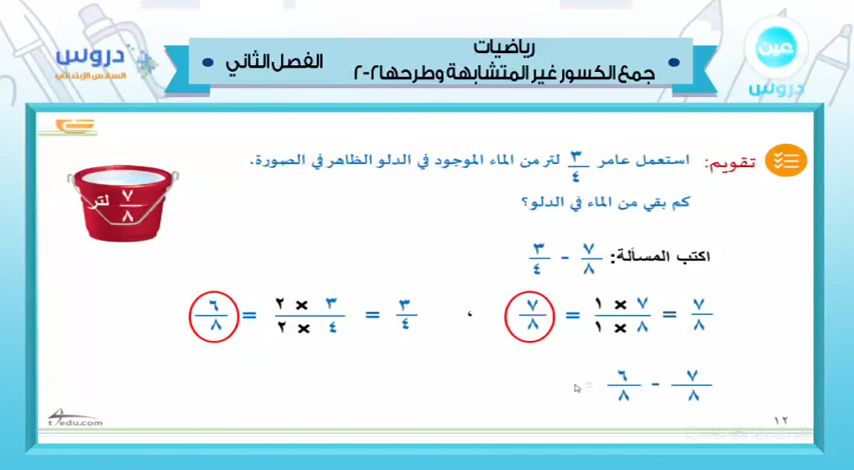 دروس
السادس الابتدائي
رياضيات
جمع الكسور غير المتشابهة وطرحها ٢-٢
الفصل الثاني
عين
دروس
تقويم: استعمل عامر ٣/٤ لتر من الماء الموجود في الدلو الظاهر في الصورة.
كم بقي من الماء في الدلو؟
٧/٨ لتر
اكتب المسألة: ٧/٨ - ٣/٤
٧/٨ = (٧ × ١)/(٨ × ١) = ٧/٨ ، ٣/٤ = (٣ × ٢)/(٤ × ٢) = ٦/٨
٧/٨ - ٦/٨ =
١٢
t4edu.com